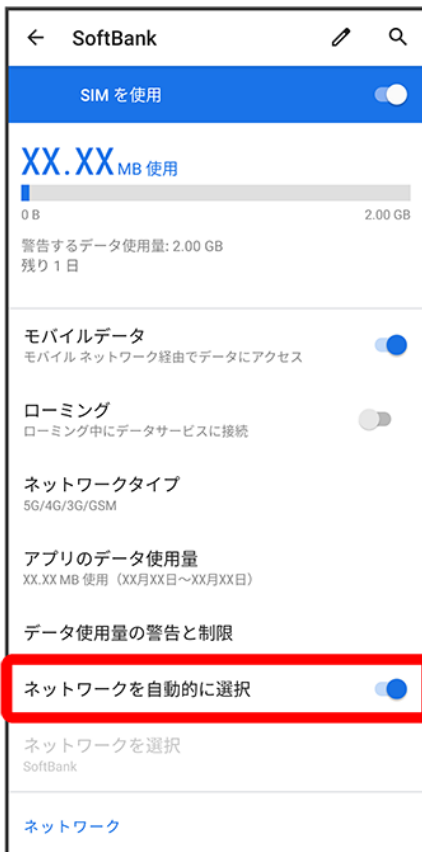 SoftBank
SIM を使用
XX.XX MB 使用
0 B 2.00 GB
警告するデータ使用量: 2.00 GB
残り 1 日
モバイルデータ
モバイル ネットワーク経由でデータにアクセス
ローミング
ローミング中にデータサービスに接続
ネットワークタイプ
5G/4G/3G/GSM
アプリのデータ使用量
XX.XX MB 使用（XX月XX日～XX月XX日）
データ使用量の警告と制限
ネットワークを自動的に選択
ネットワークを選択
SoftBank
ネットワーク